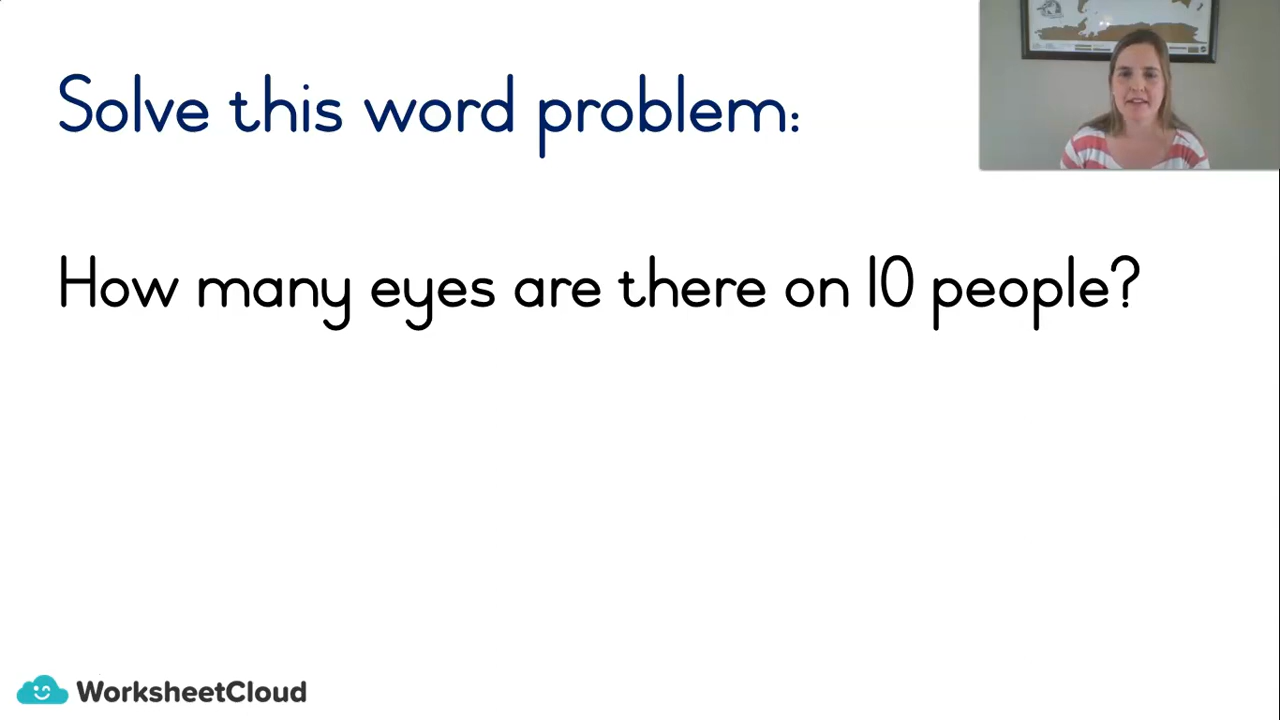 Solve this word problem:
How many eyes are there on 10 people?
WorksheetCloud